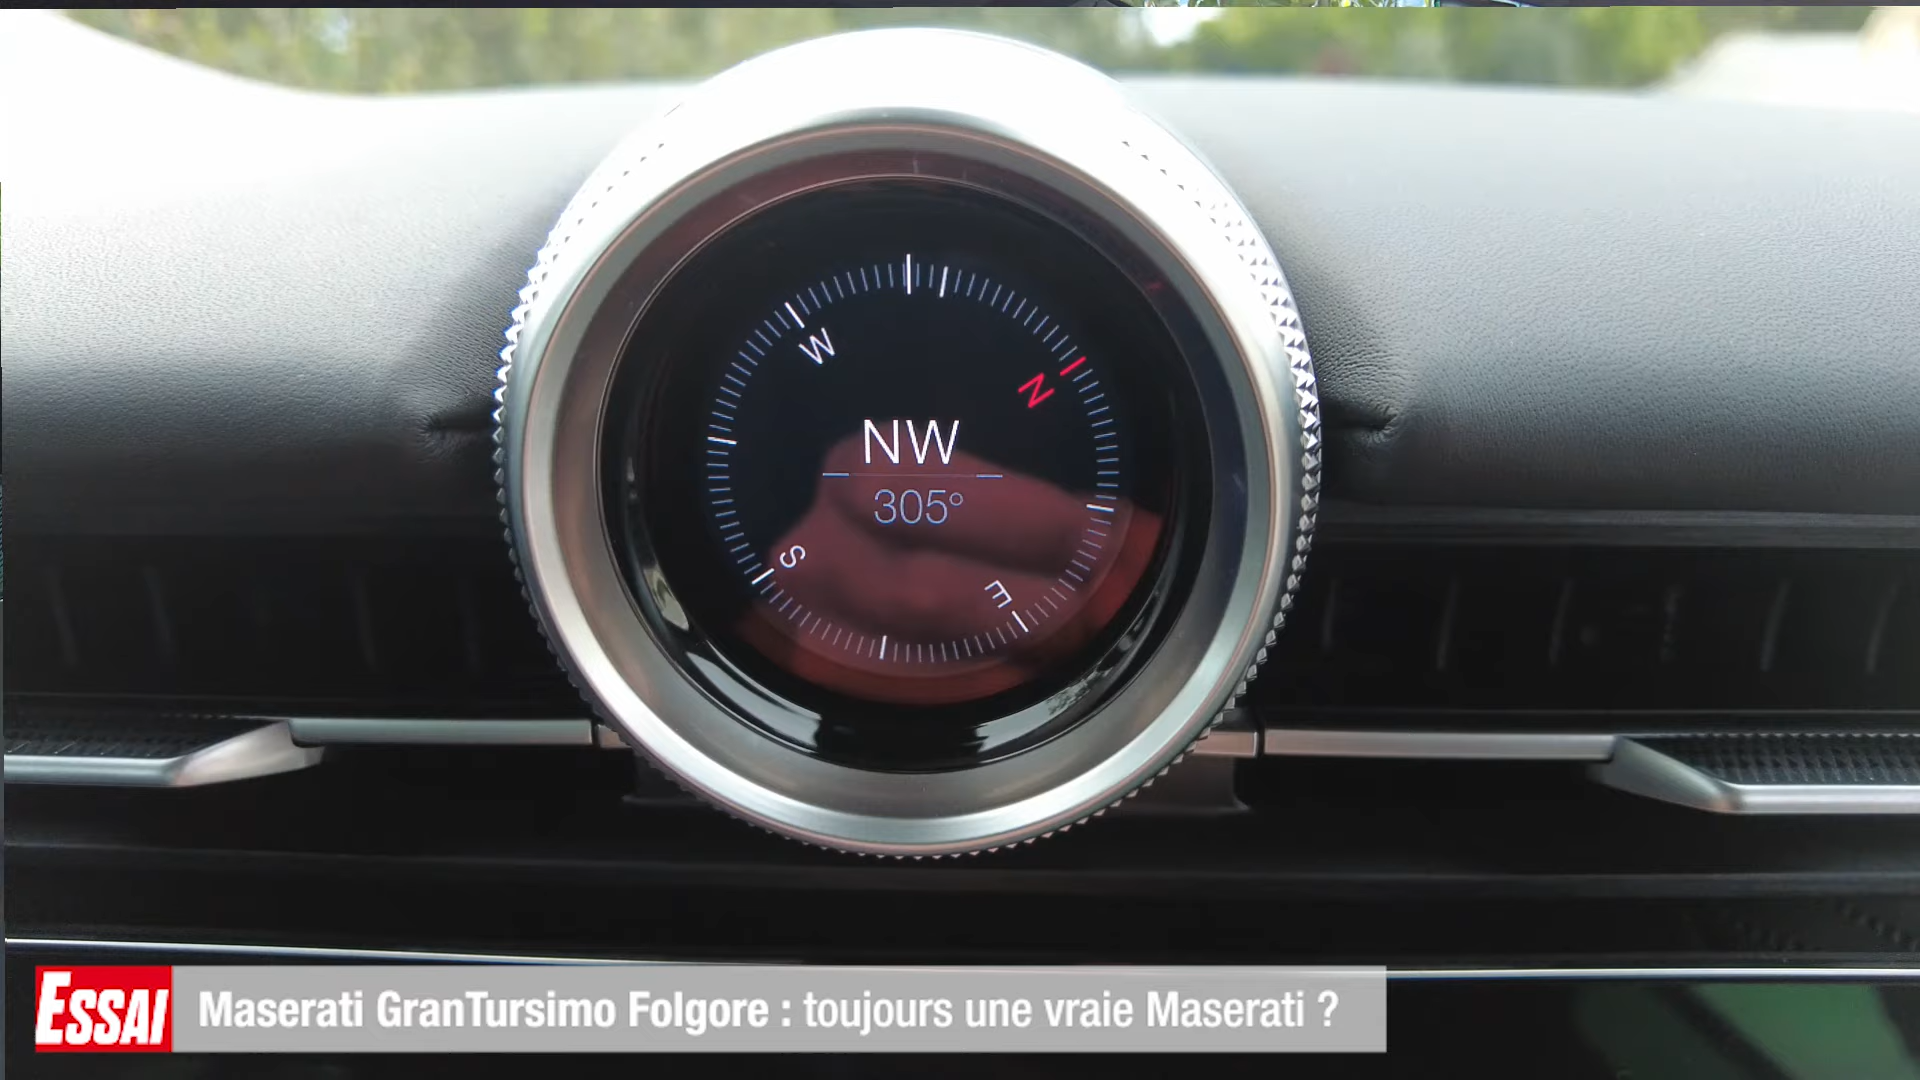 W
N
NW
305°
S
E
ESSAI Maserati GranTursimo Folgore : toujours une vraie Maserati ?